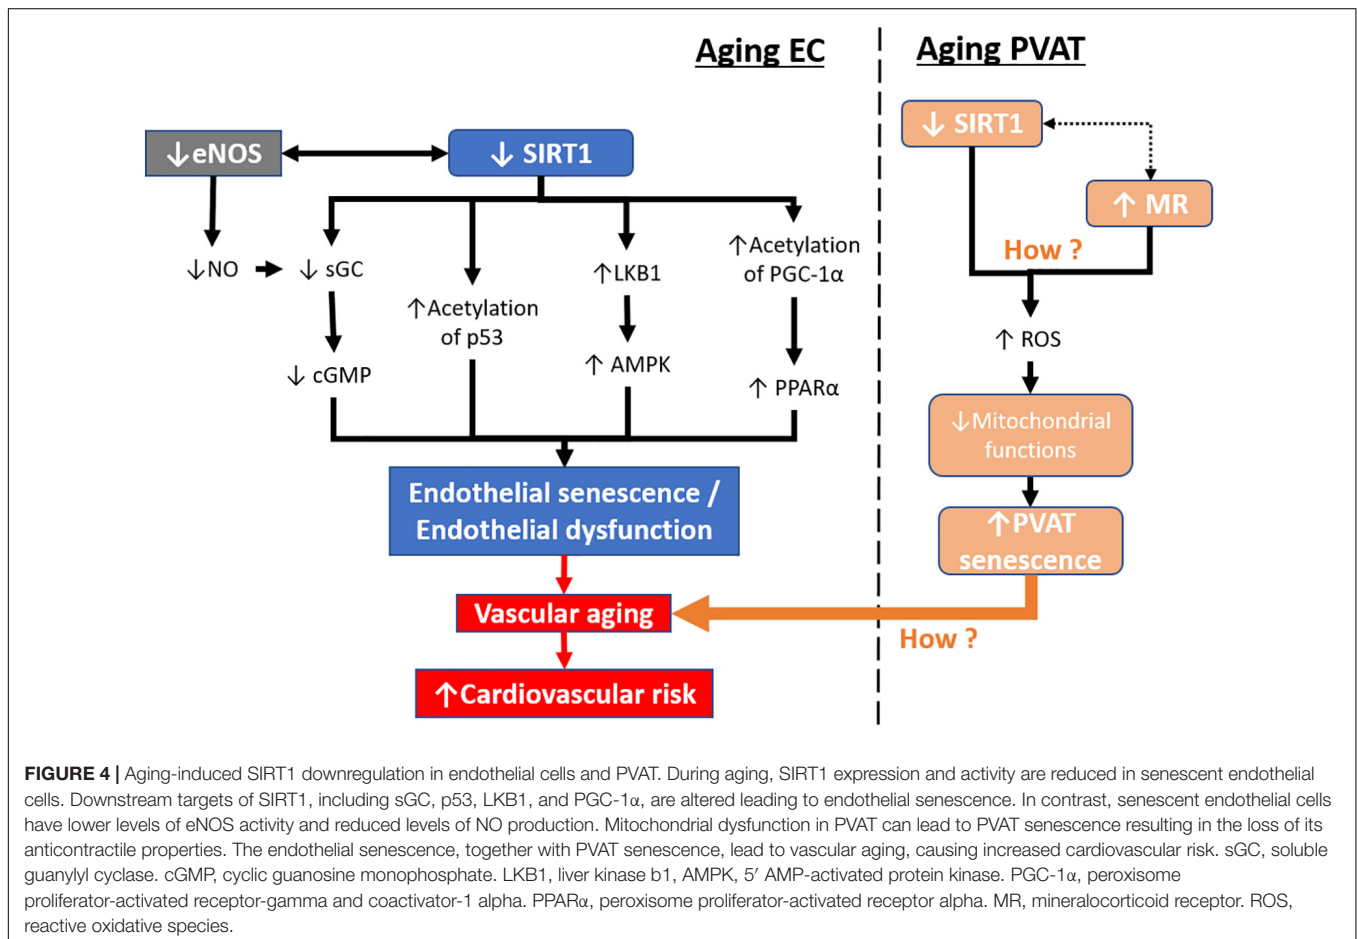 Aging EC
Aging PVAT
↓eNOS
↓ SIRT1
↓NO
↓ sGC
↓ cGMP
↑Acetylation
of p53
↑LKB1
↑ AMPK
↑Acetylation
of PGC-1α
↑ PPARα
Endothelial senescence /
Endothelial dysfunction
Vascular aging
↑Cardiovascular risk
↓ SIRT1
↑ MR
How ?
↑ ROS
↓Mitochondrial
functions
↑PVAT
senescence
How ?
FIGURE 4 | Aging-induced SIRT1 downregulation in endothelial cells and PVAT. During aging, SIRT1 expression and activity are reduced in senescent endothelial
cells. Downstream targets of SIRT1, including sGC, p53, LKB1, and PGC-1α, are altered leading to endothelial senescence. In contrast, senescent endothelial cells
have lower levels of eNOS activity and reduced levels of NO production. Mitochondrial dysfunction in PVAT can lead to PVAT senescence resulting in the loss of its
anticontractile properties. The endothelial senescence, together with PVAT senescence, lead to vascular aging, causing increased cardiovascular risk. sGC, soluble
guanylyl cyclase. cGMP, cyclic guanosine monophosphate. LKB1, liver kinase b1, AMPK, 5′ AMP-activated protein kinase. PGC-1α, peroxisome
proliferator-activated receptor-gamma and coactivator-1 alpha. PPARα, peroxisome proliferator-activated receptor alpha. MR, mineralocorticoid receptor. ROS,
reactive oxidative species.